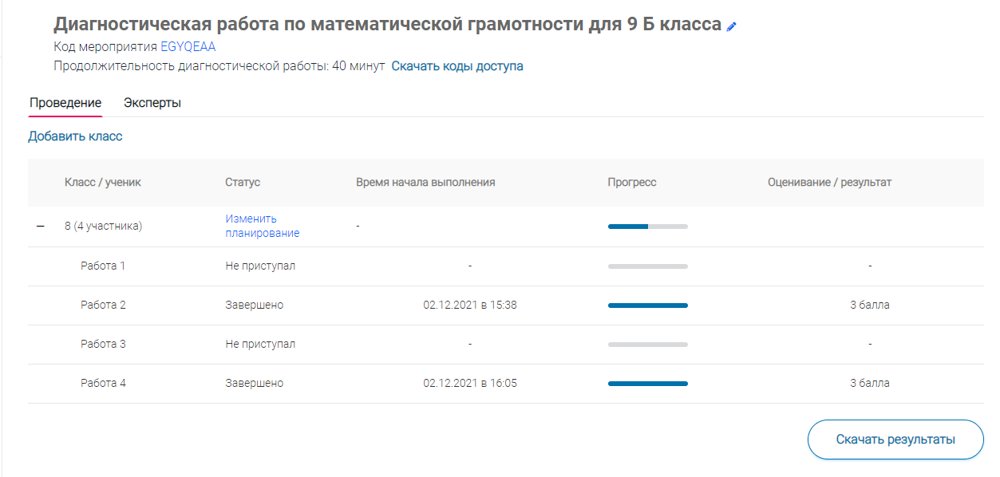 Диагностическая работа по математической грамотности для 9 Б класса
Код мероприятия EGYQEAA
Продолжительность диагностической работы: 40 минут Скачать коды доступа
Проведение Эксперты
Добавить класс
Класс / ученик Статус Время начала выполнения Прогресс Оценивание / результат
— 8 (4 участника) Изменить планирование -
Работа 1 Не приступал - -
Работа 2 Завершено 02.12.2021 в 15:38 3 балла
Работа 3 Не приступал - -
Работа 4 Завершено 02.12.2021 в 16:05 3 балла
Скачать результаты